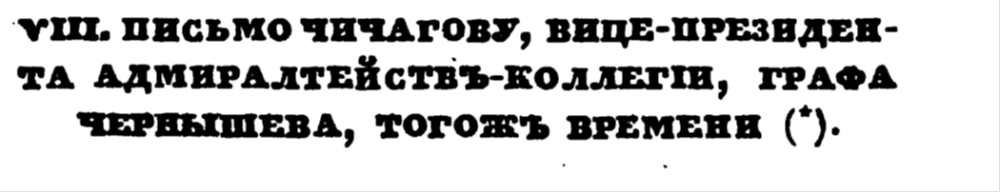 VIII. ПИСЬМО ЧИЧАГОВУ, ВИЦЕ-ПРЕЗИДЕН-
ТА АДМИРАЛТЕЙСТВЪ-КОЛЛЕГІИ, ГРАФА
ЧЕРНЫШЕВА, ТОГОЖЪ ВРЕМЕНИ (*).